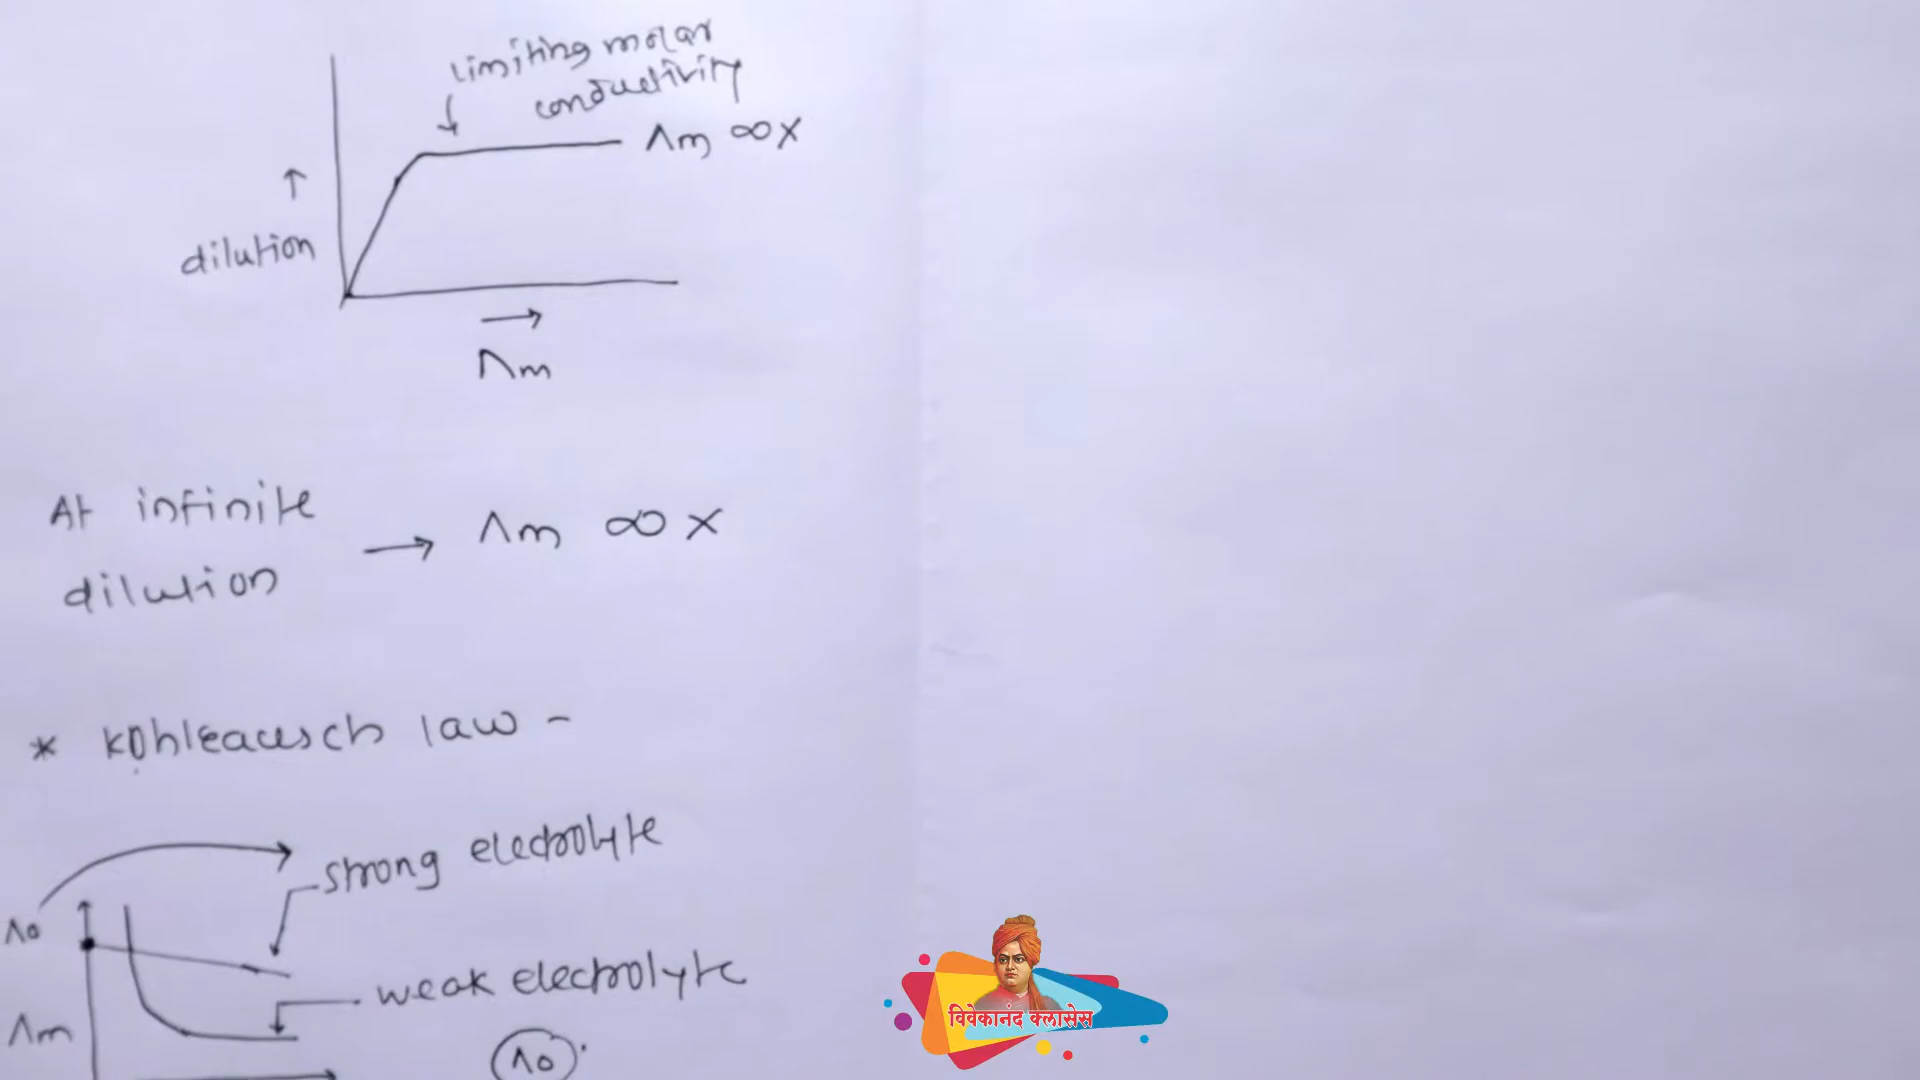 limiting molar
conductivity
Λm ∞ x
dilution
Λm
At infinite
dilution
Λm ∞ x
* Kohleausch law -
strong electrolyte
Λo
weak electrolyte
Λm
Λo
विवेकानंद क्लासेस